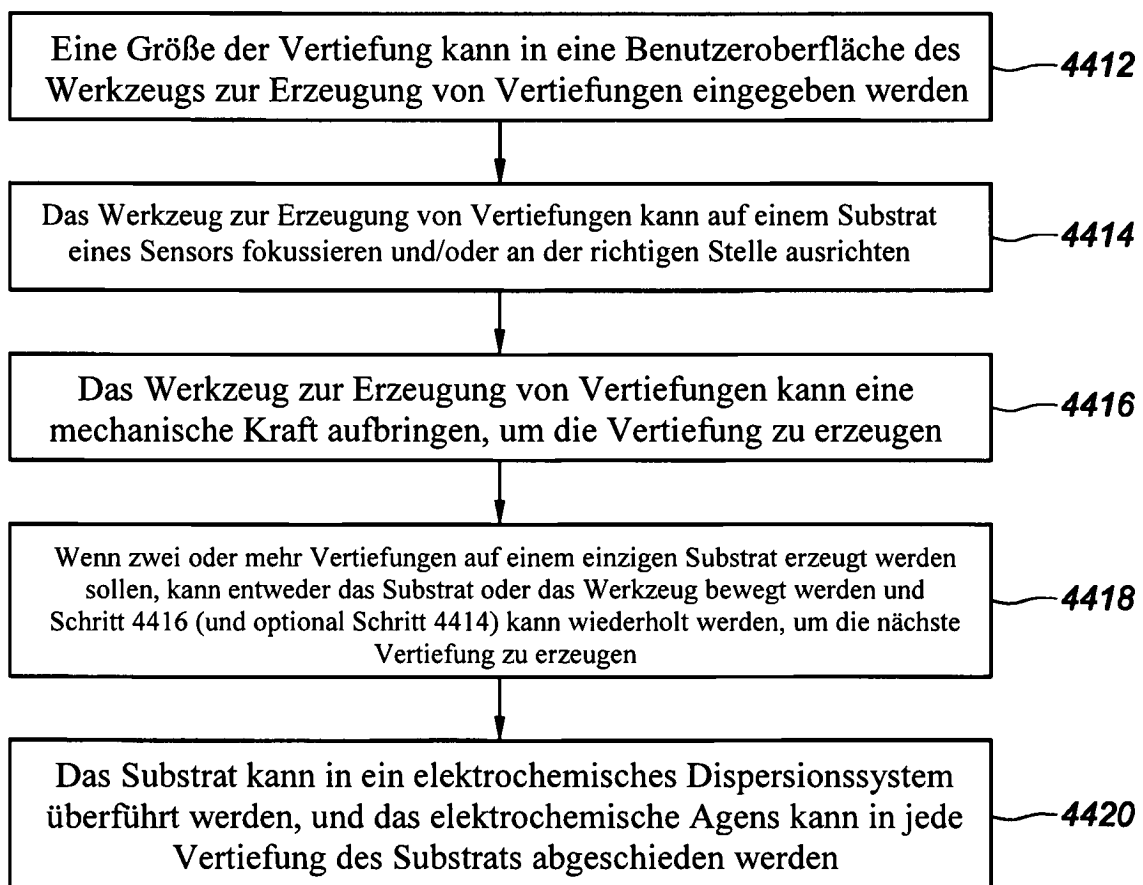 Eine Größe der Vertiefung kann in eine Benutzeroberfläche des
Werkzeugs zur Erzeugung von Vertiefungen eingegeben werden
4412
Das Werkzeug zur Erzeugung von Vertiefungen kann auf einem Substrat
eines Sensors fokussieren und/oder an der richtigen Stelle ausrichten
4414
Das Werkzeug zur Erzeugung von Vertiefungen kann eine
mechanische Kraft aufbringen, um die Vertiefung zu erzeugen
4416
Wenn zwei oder mehr Vertiefungen auf einem einzigen Substrat erzeugt werden
sollen, kann entweder das Substrat oder das Werkzeug bewegt werden und
Schritt 4416 (und optional Schritt 4414) kann wiederholt werden, um die nächste
Vertiefung zu erzeugen
4418
Das Substrat kann in ein elektrochemisches Dispersionssystem
überführt werden, und das elektrochemische Agens kann in jede
Vertiefung des Substrats abgeschieden werden
4420